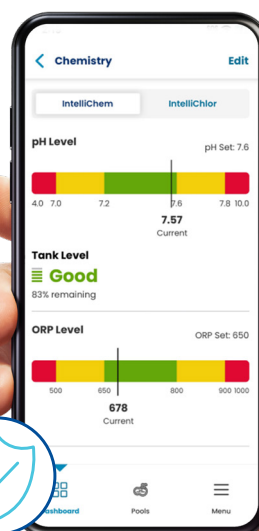 Chemistry Edit
IntelliChem IntelliChlor
pH Level pH Set: 7.6
4.0 7.0 7.2 7.6 7.8 10.0
7.57
Current
Tank Level
Good
83% remaining
ORP Level ORP Set: 650
500 650 800 900 1000
678
Current
Dashboard Pools Menu